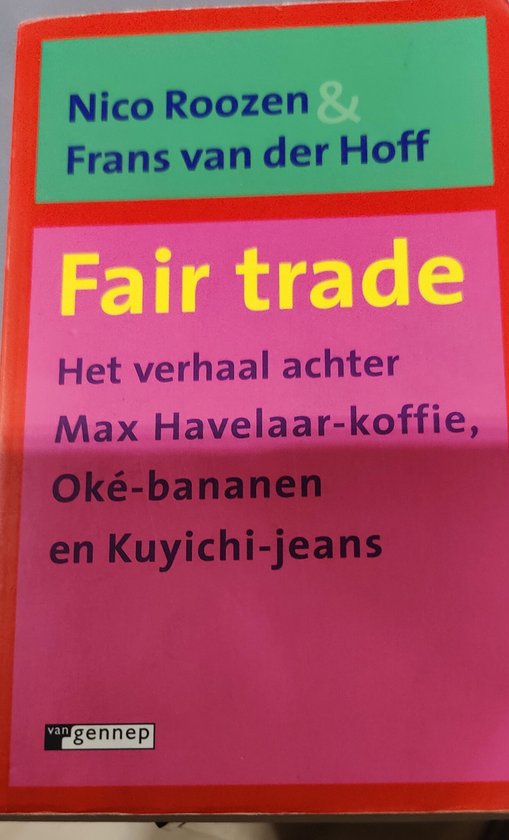 Nico Roozen &
Frans van der Hoff
Fair trade
Het verhaal achter
Max Havelaar-koffie,
Oké-bananen
en Kuyichi-jeans
van gennep